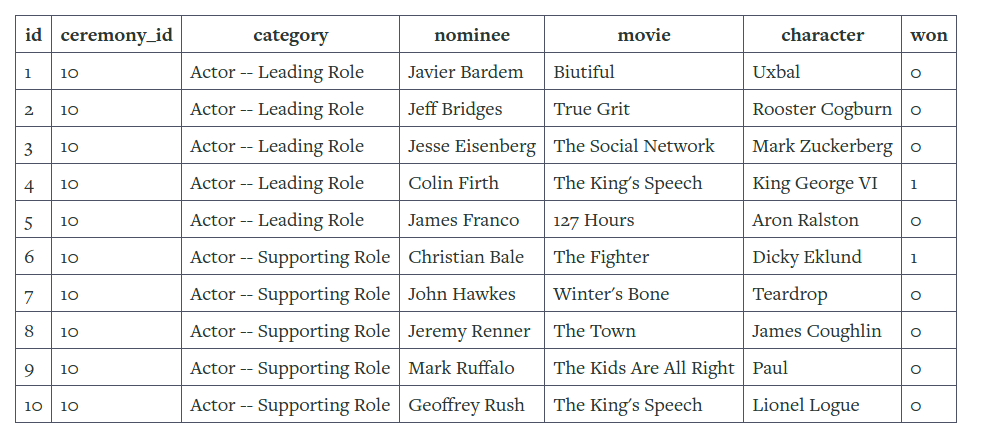 id ceremony_id category nominee movie character won
1 10 Actor -- Leading Role Javier Bardem Biutiful Uxbal 0
2 10 Actor -- Leading Role Jeff Bridges True Grit Rooster Cogburn 0
3 10 Actor -- Leading Role Jesse Eisenberg The Social Network Mark Zuckerberg 0
4 10 Actor -- Leading Role Colin Firth The King's Speech King George VI 1
5 10 Actor -- Leading Role James Franco 127 Hours Aron Ralston 0
6 10 Actor -- Supporting Role Christian Bale The Fighter Dicky Eklund 1
7 10 Actor -- Supporting Role John Hawkes Winter's Bone Teardrop 0
8 10 Actor -- Supporting Role Jeremy Renner The Town James Coughlin 0
9 10 Actor -- Supporting Role Mark Ruffalo The Kids Are All Right Paul 0
10 10 Actor -- Supporting Role Geoffrey Rush The King's Speech Lionel Logue 0